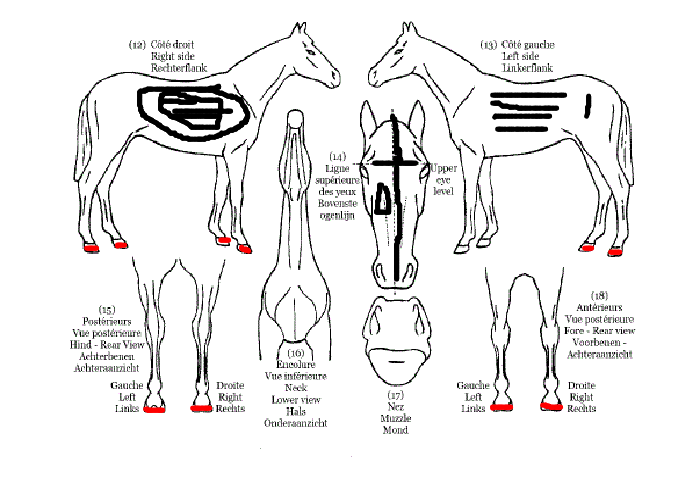 (12) Côté droit
Right side
Rechterflank
(13) Côté gauche
Left side
Linkerflank
(14)
Ligne
supérieure
des yeux
Bovenste
ogenlijn
Upper
eye
level
(15)
Postérieurs
Vue postérieure
Hind - Rear View
Achterbenen
Achteraanzicht
Gauche
Left
Links
Droite
Right
Rechts
(16)
Encolure
Vue inférieure
Neck
Lower view
Hals
Onderaanzicht
(17)
Nez
Muzzle
Mond
(18)
Antérieurs
Vue postérieure
Fore - Rear view
Voorbenen -
Achteraanzicht
Gauche
Left
Links
Droite
Right
Rechts